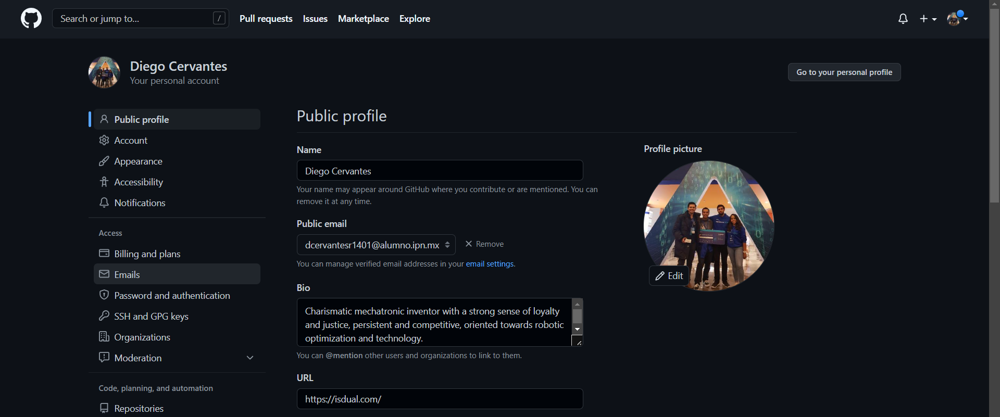 Search or jump to...
/
Pull requests
Issues
Marketplace
Explore
Diego Cervantes
Your personal account
Go to your personal profile
Public profile
Account
Appearance
Accessibility
Notifications
Access
Billing and plans
Emails
Password and authentication
SSH and GPG keys
Organizations
Moderation
Code, planning, and automation
Repositories
Public profile
Name
Diego Cervantes
Your name may appear around GitHub where you contribute or are mentioned. You can
remove it at any time.
Public email
dcervantesr1401@alumno.ipn.mx
Remove
You can manage verified email addresses in your email settings.
Bio
Charismatic mechatronic inventor with a strong sense of loyalty
and justice, persistent and competitive, oriented towards robotic
optimization and technology.
You can @mention other users and organizations to link to them.
URL
https://isdual.com/
Profile picture
Edit